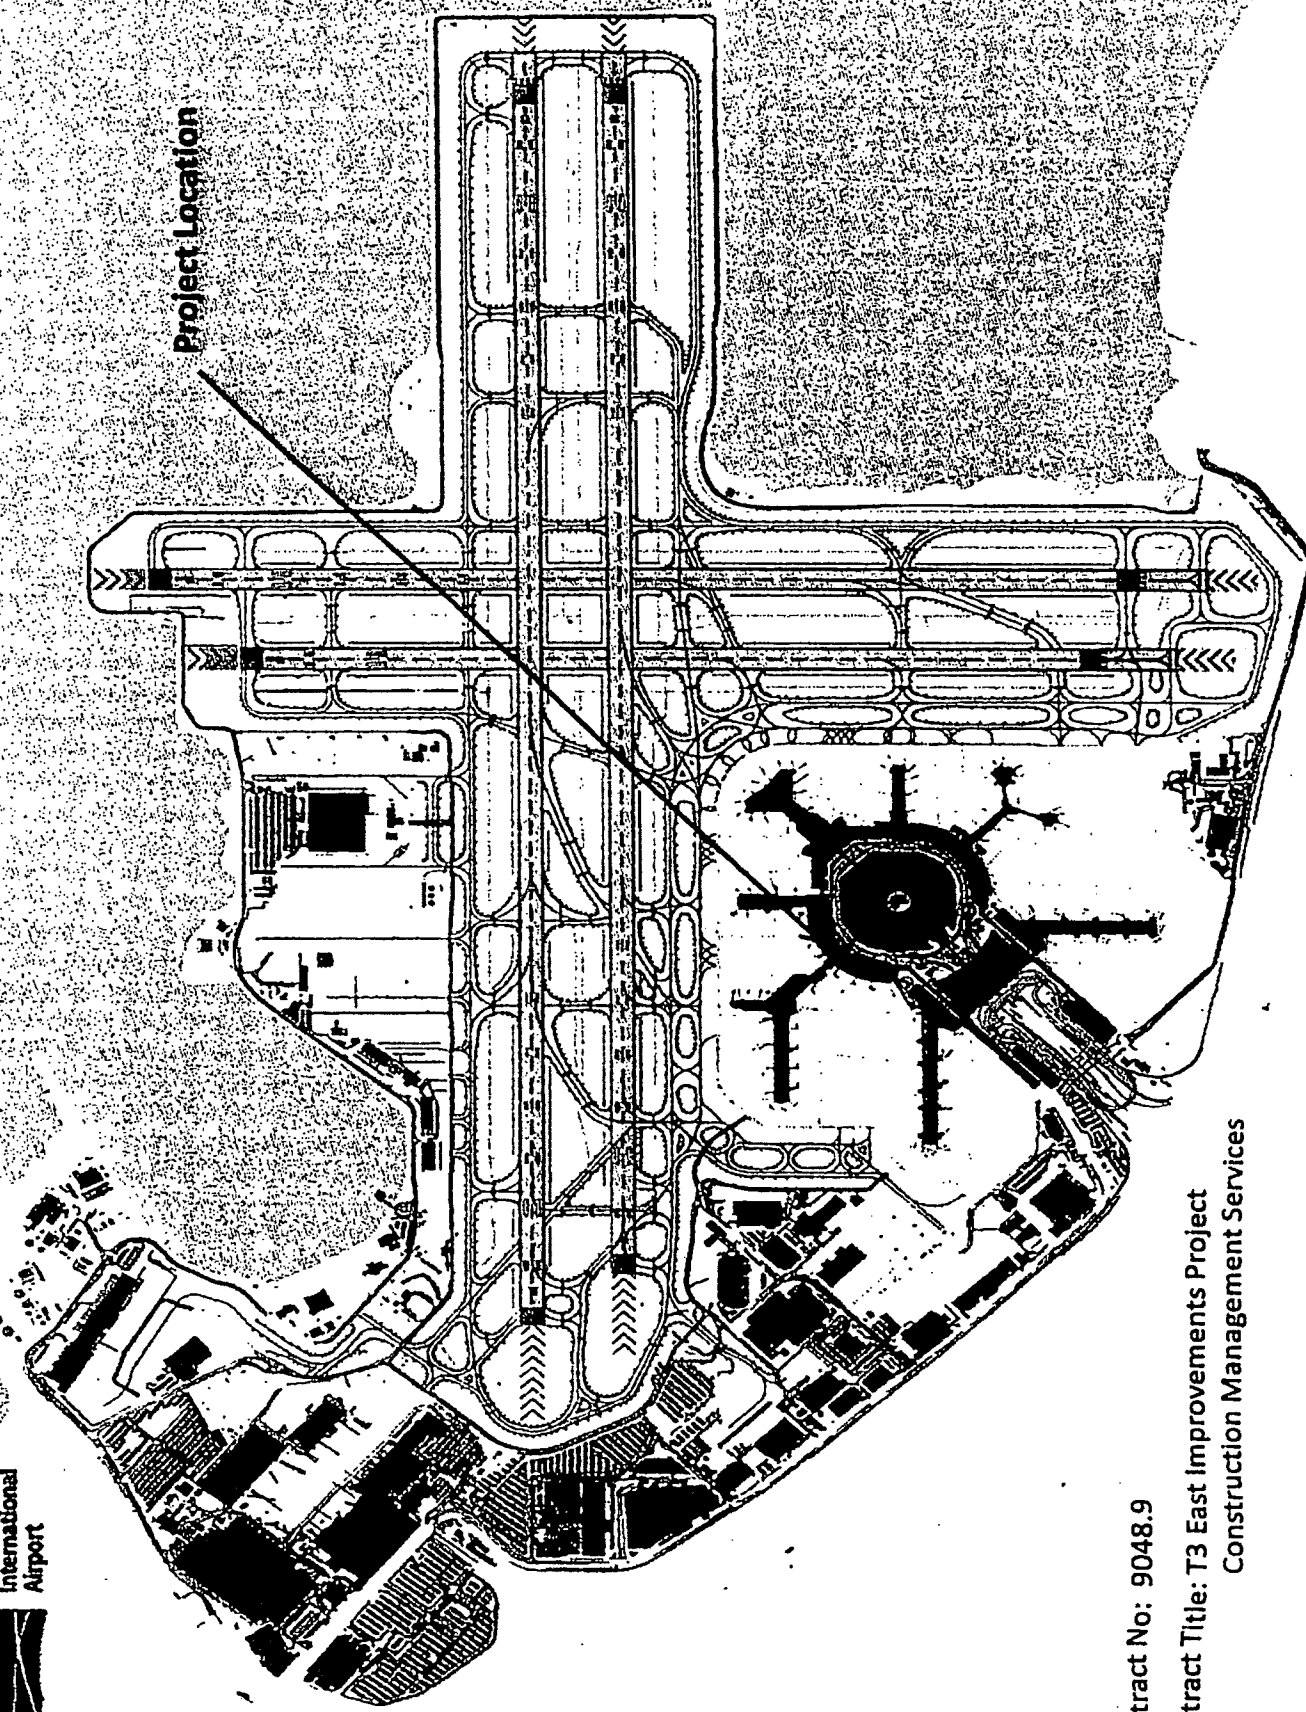 International
Airport
Project Location
tract No: 9048.9
tract Title: T3 East Improvements Project
Construction Management Services